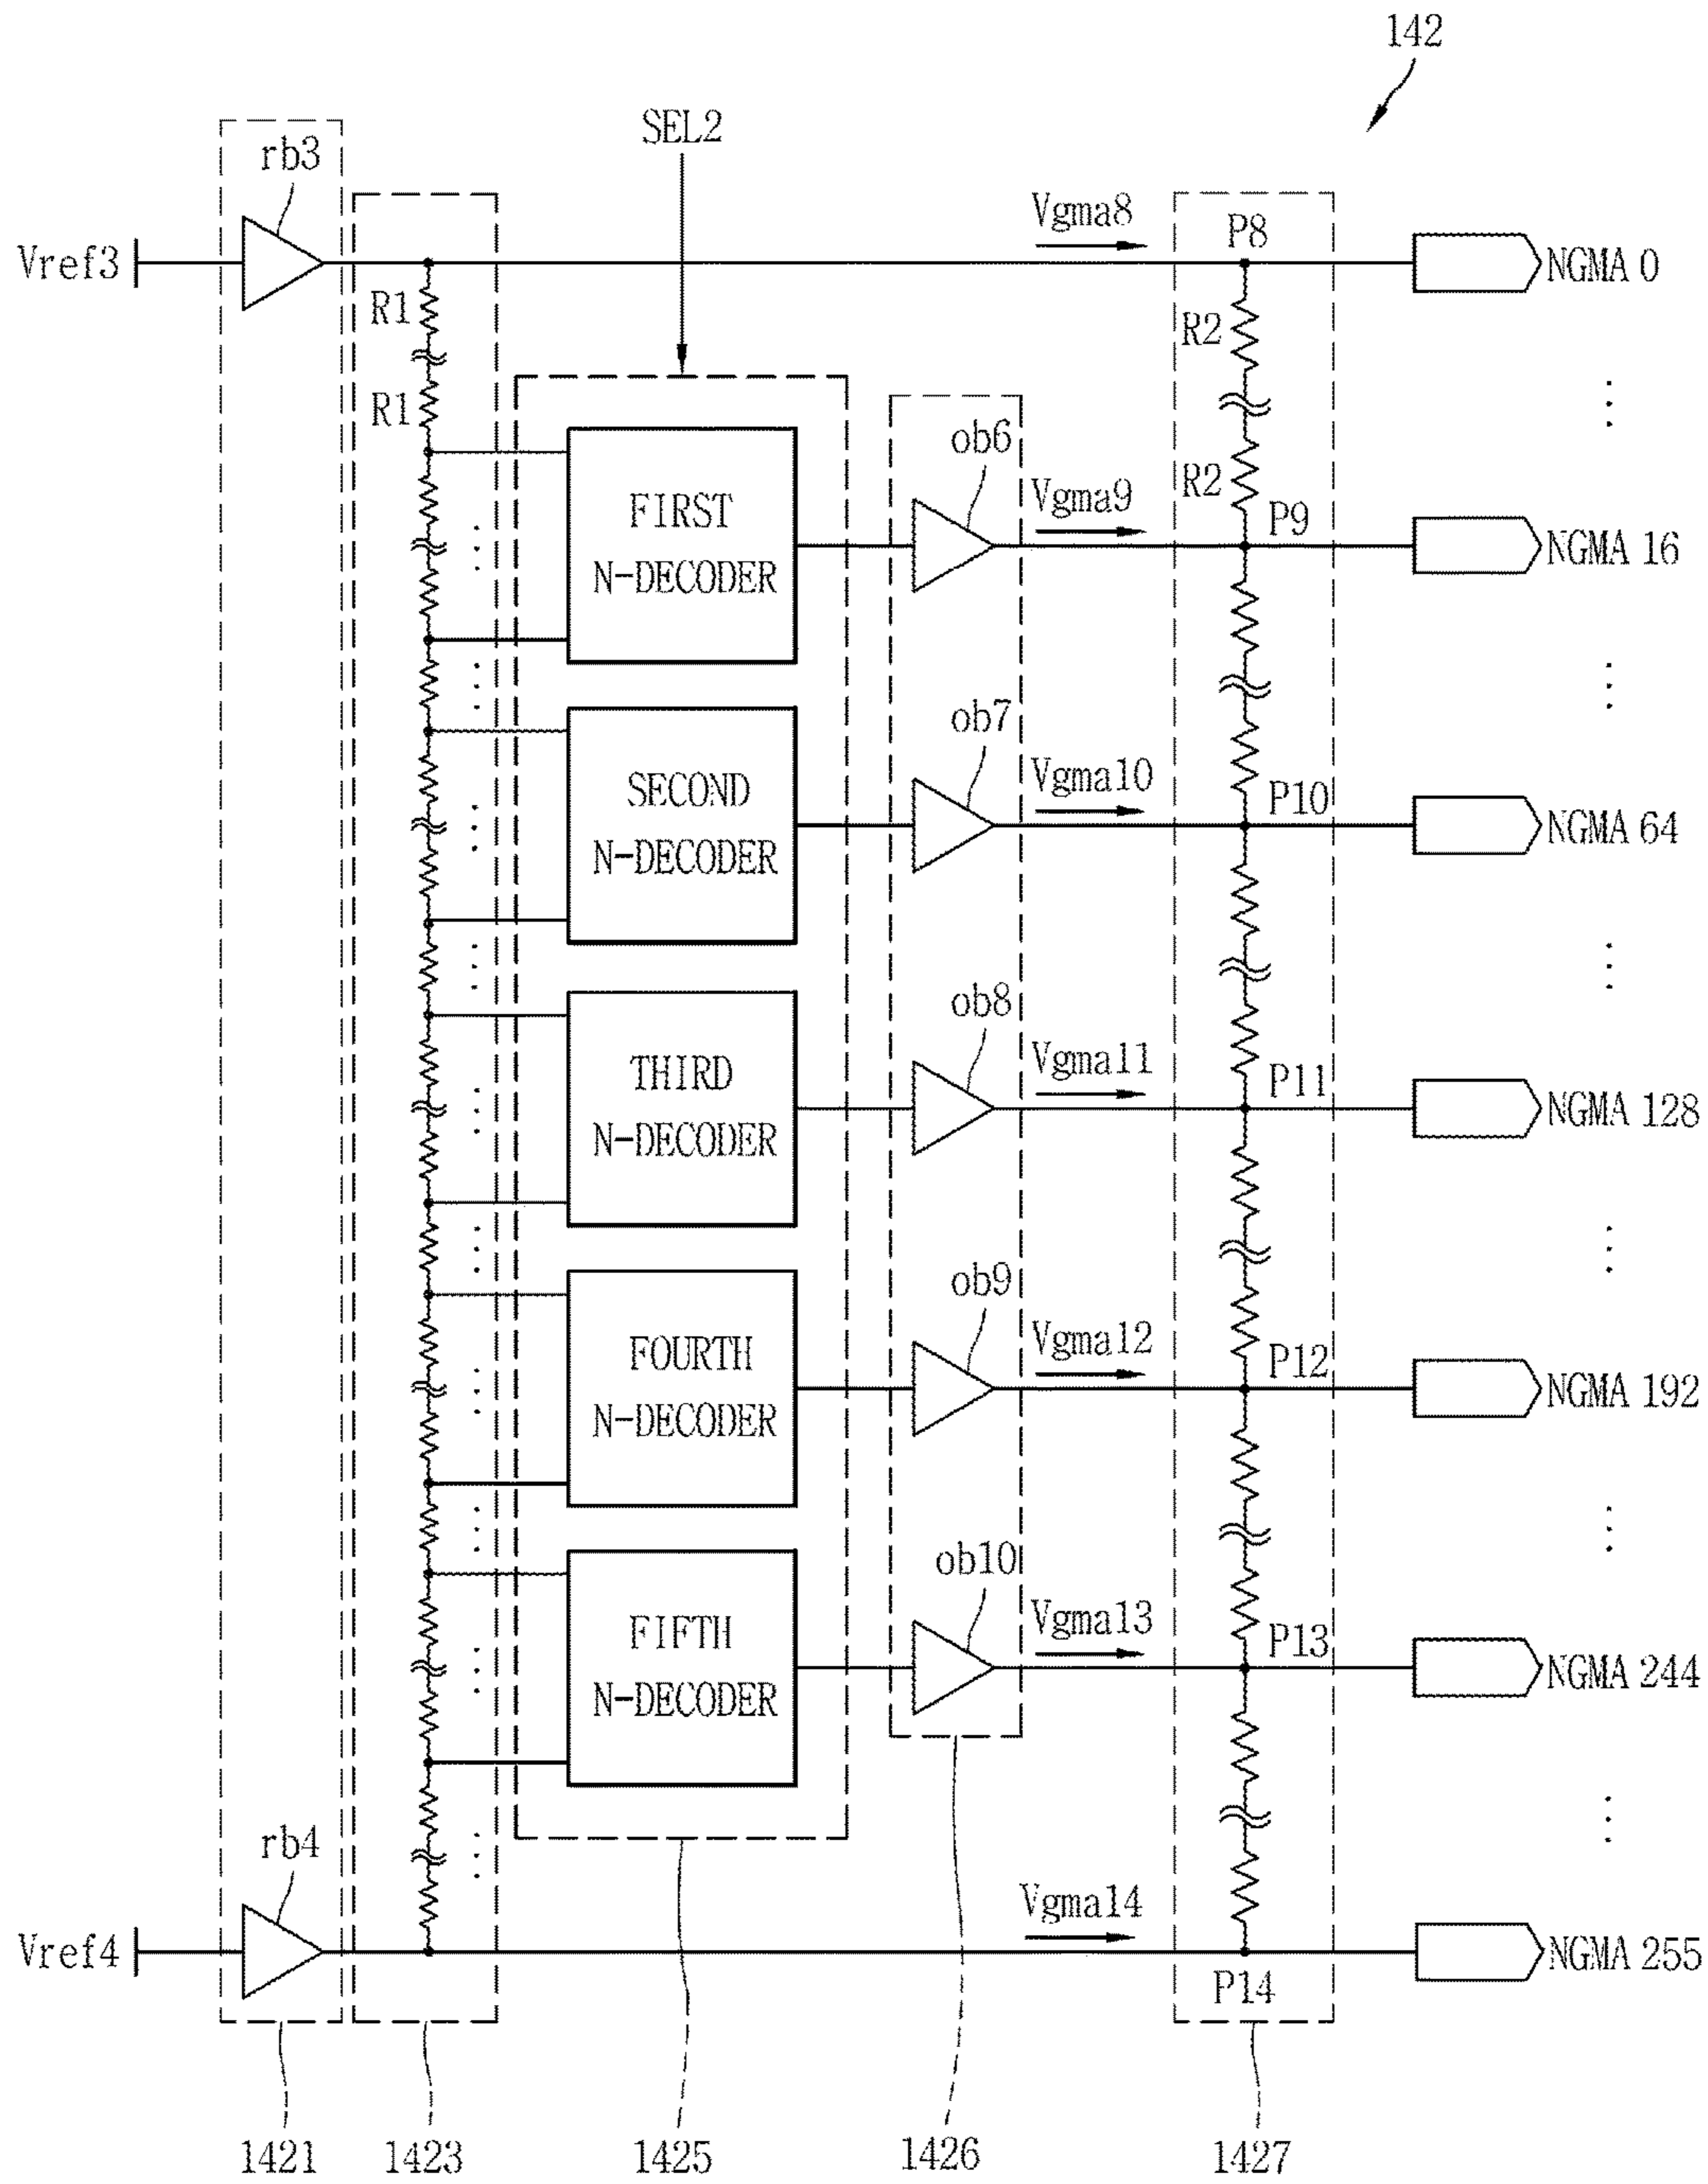 142
SEL2
rb3
Vgma8
P8
Vref3
NGMA 0
R1
R2
R1
ob6
FIRST
N-DECODER
Vgma9
R2
P9
NGMA 16
ob7
SECOND
N-DECODER
Vgma10
P10
NGMA 64
ob8
THIRD
N-DECODER
Vgma11
P11
NGMA 128
ob9
FOURTH
N-DECODER
Vgma12
P12
NGMA 192
ob10
FIFTH
N-DECODER
Vgma13
P13
NGMA 244
rb4
Vgma14
Vref4
NGMA 255
P14
1421
1423
1425
1426
1427